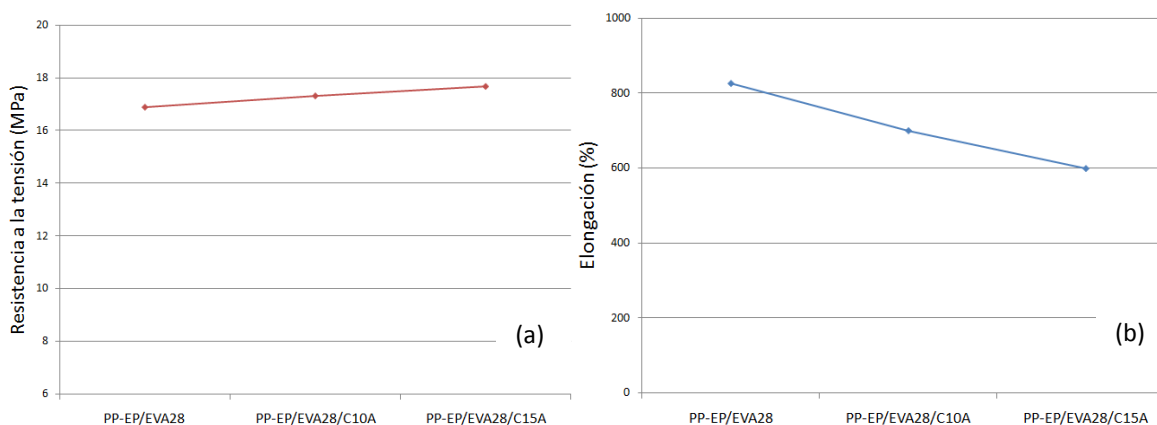 Resistencia a la tensión (MPa)
20
18
16
14
12
10
8
6
PP-EP/EVA28 PP-EP/EVA28/C10A PP-EP/EVA28/C15A
(a)
Elongación (%)
1000
800
600
400
200
0
PP-EP/EVA28 PP-EP/EVA28/C10A PP-EP/EVA28/C15A
(b)